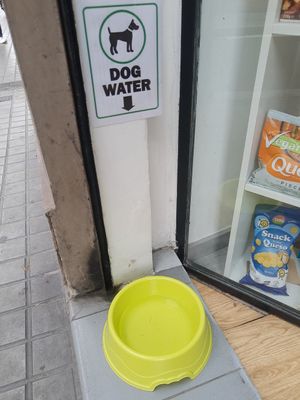 DOG
WATER
Snack
Queso